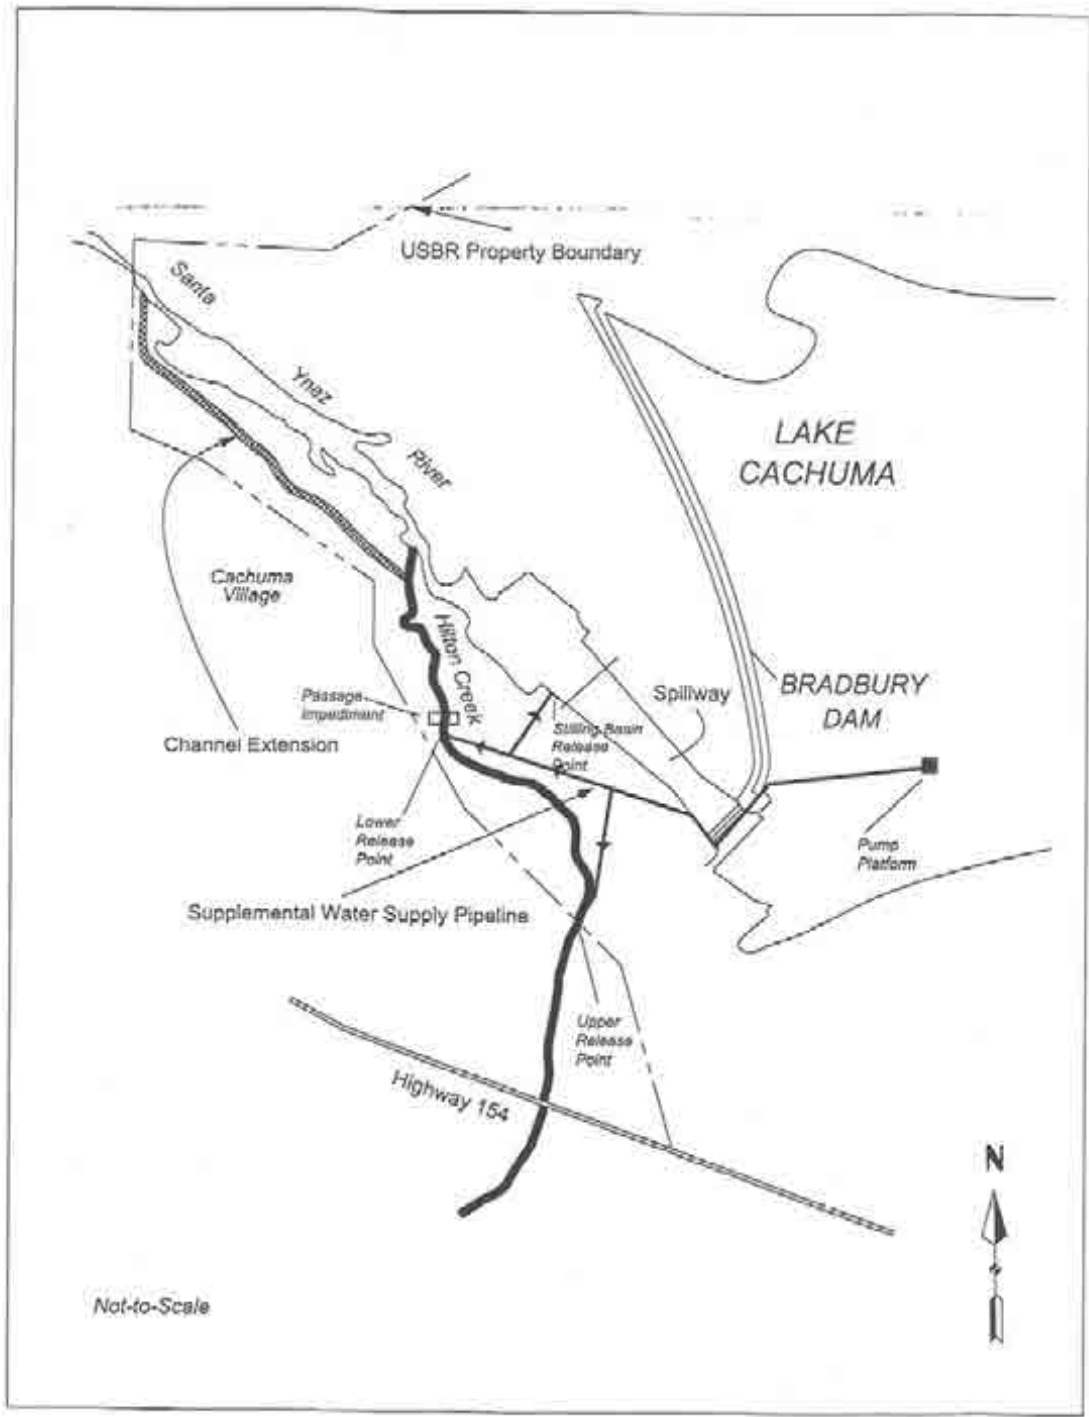 USBR Property Boundary
Santa
Ynaz
River
LAKE
CACHUMA
Cachuma
Village
Hilton Creek
Passage
Impediment
Spillway
BRADBURY
DAM
Stilling Basin
Release
Point
Channel Extension
Lower
Release
Point
Pump
Platform
Supplemental Water Supply Pipeline
Upper
Release
Point
Highway 154
N
Not-to-Scale